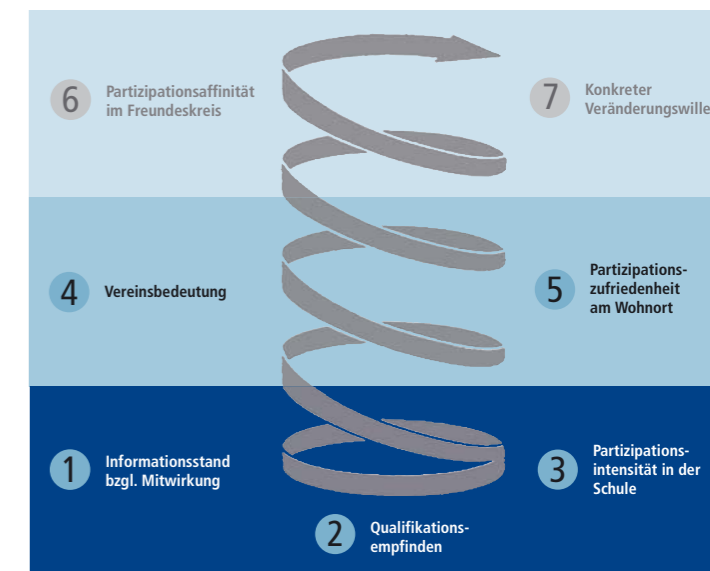 6
Partizipationsaffinität
im Freundeskreis
7
Konkreter
Veränderungswille
4
Vereinsbedeutung
5
Partizipations-
zufriedenheit
am Wohnort
1
Informationsstand
bzgl. Mitwirkung
3
Partizipations-
intensität in der
Schule
2
Qualifikations-
empfinden